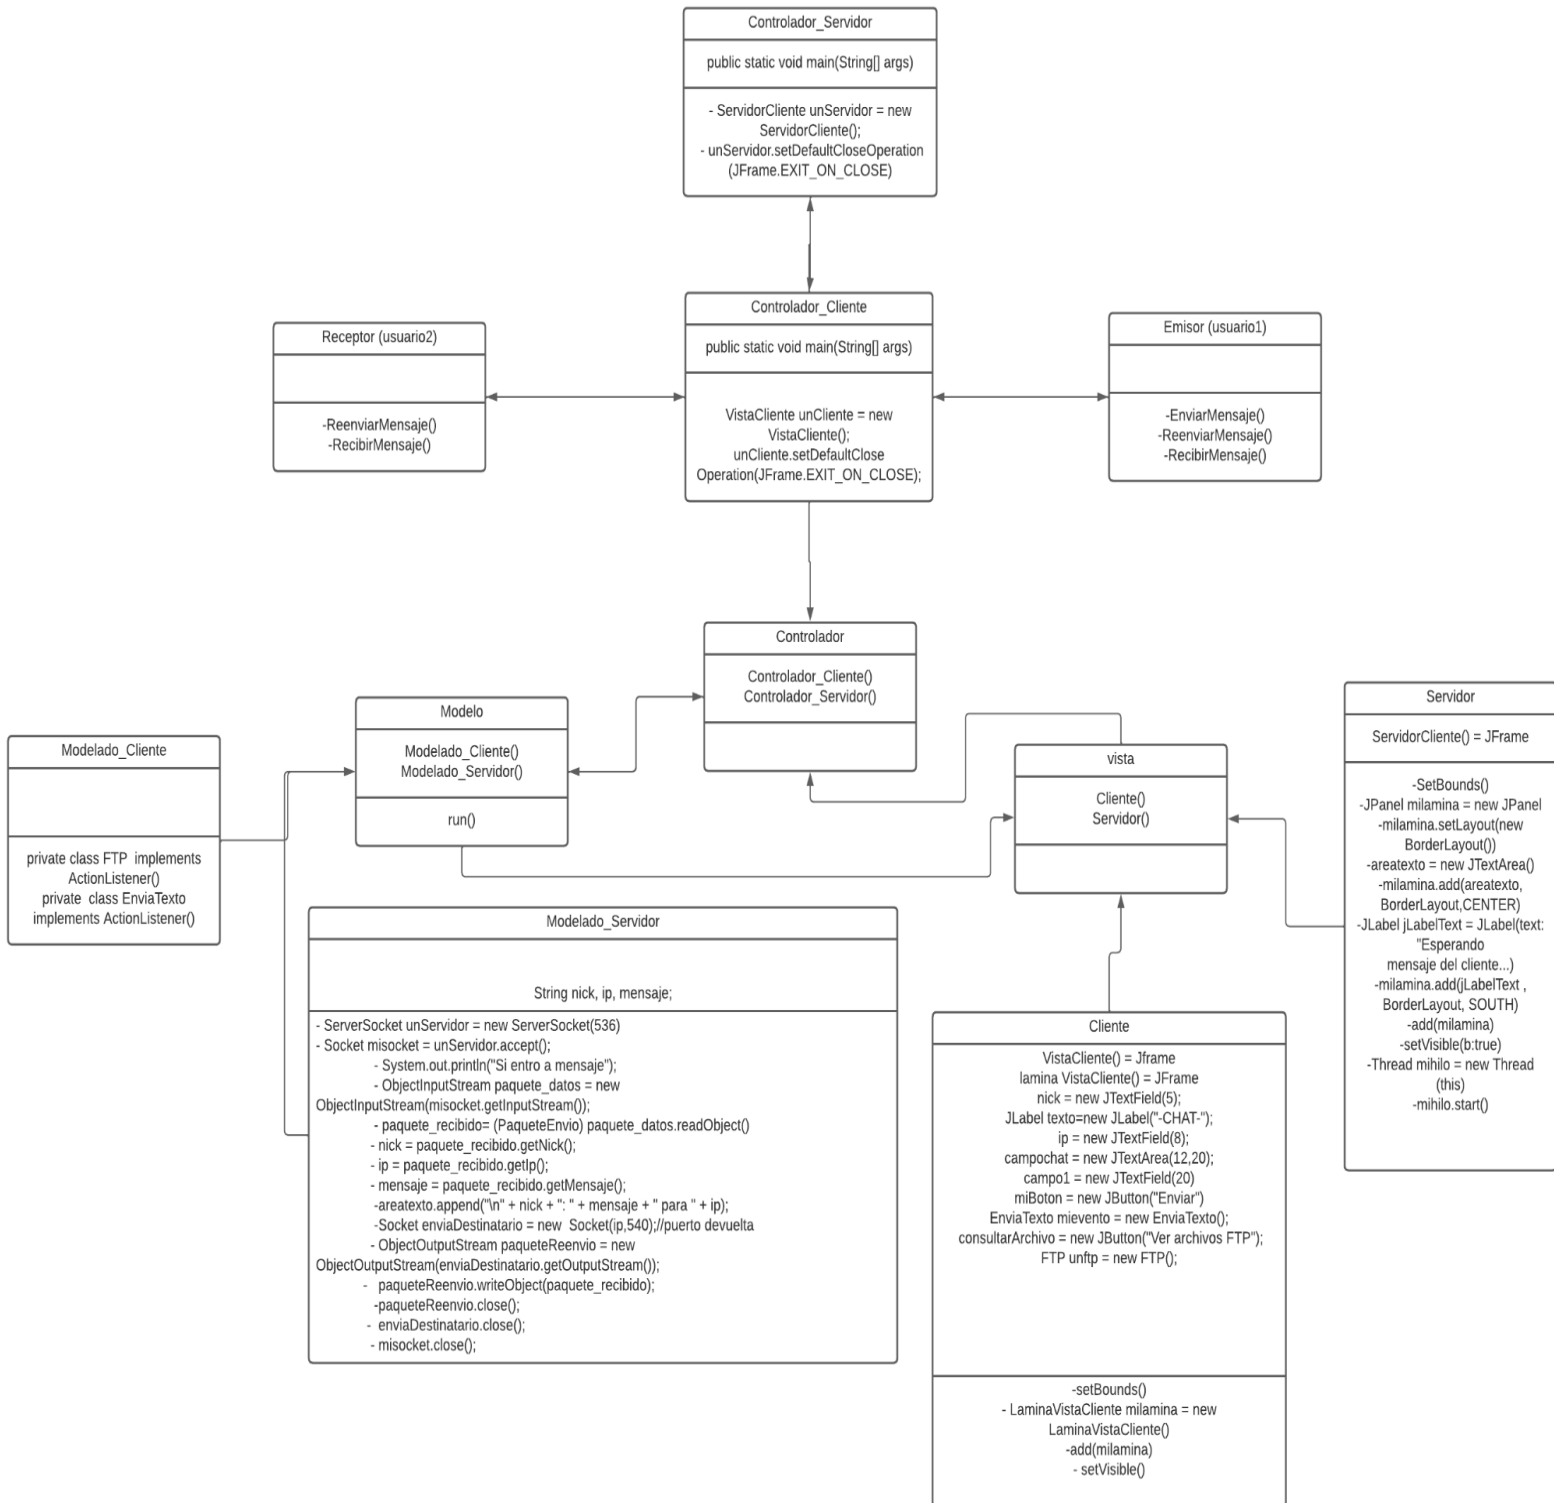 Controlador_Servidor
public static void main(String[] args)
- ServidorCliente unServidor = new
ServidorCliente();
- unServidor.setDefaultCloseOperation
(JFrame.EXIT_ON_CLOSE)
Controlador_Cliente
public static void main(String[] args)
VistaCliente unCliente = new
VistaCliente();
unCliente.setDefaultClose
Operation(JFrame.EXIT_ON_CLOSE);
Receptor (usuario2)
-ReenviarMensaje()
-RecibirMensaje()
Emisor (usuario1)
-EnviarMensaje()
-ReenviarMensaje()
-RecibirMensaje()
Controlador
Controlador_Cliente()
Controlador_Servidor()
Modelo
Modelado_Cliente()
Modelado_Servidor()
run()
Modelado_Cliente
private class FTP  implements
ActionListener()
private  class EnviaTexto
implements ActionListener()
vista
Cliente()
Servidor()
Servidor
ServidorCliente() = JFrame
-SetBounds()
-JPanel milamina = new JPanel
-milamina.setLayout(new
BorderLayout())
-areatexto = new JTextArea()
-milamina.add(areatexto,
BorderLayout,CENTER)
-JLabel jLabelText = JLabel(text:
"Esperando
mensaje del cliente...)
-milamina.add(jLabelText ,
BorderLayout, SOUTH)
-add(milamina)
-setVisible(b:true)
-Thread mihilo = new Thread
(this)
-mihilo.start()
Modelado_Servidor
String nick, ip, mensaje;
- ServerSocket unServidor = new ServerSocket(536)
- Socket misocket = unServidor.accept();
- System.out.println("Si entro a mensaje");
- ObjectInputStream paquete_datos = new
ObjectInputStream(misocket.getInputStream());
- paquete_recibido= (PaqueteEnvio) paquete_datos.readObject()
- nick = paquete_recibido.getNick();
- ip = paquete_recibido.getIp();
- mensaje = paquete_recibido.getMensaje();
-areatexto.append("\n" + nick + ": " + mensaje + " para " + ip);
-Socket enviaDestinatario = new  Socket(ip,540);//puerto devuelta
- ObjectOutputStream paqueteReenvio = new
ObjectOutputStream(enviaDestinatario.getOutputStream());
-   paqueteReenvio.writeObject(paquete_recibido);
-paqueteReenvio.close();
-  enviaDestinatario.close();
- misocket.close();
Cliente
VistaCliente() = Jframe
lamina VistaCliente() = JFrame
nick = new JTextField(5);
JLabel texto=new JLabel("-CHAT-");
ip = new JTextField(8);
campochat = new JTextArea(12,20);
campo1 = new JTextField(20)
miBoton = new JButton("Enviar")
EnviaTexto mievento = new EnviaTexto();
consultarArchivo = new JButton("Ver archivos FTP");
FTP unftp = new FTP();
-setBounds()
- LaminaVistaCliente milamina = new
LaminaVistaCliente()
-add(milamina)
- setVisible()